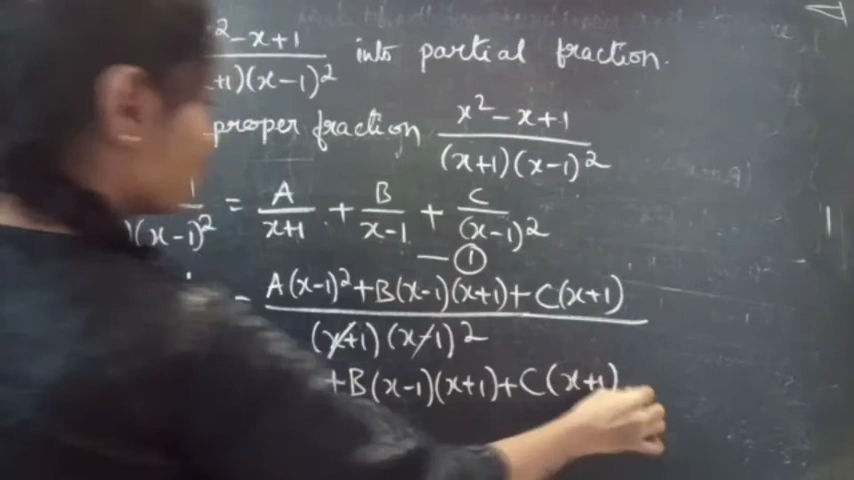 ²-x+1 / +1)(x-1)² into partial fraction.
proper fraction x²-x+1 / (x+1)(x-1)²
1 / )(x-1)² = A/x+1 + B/x-1 + C/(x-1)²
— ①
= A(x-1)²+B(x-1)(x+1)+C(x+1) / (x+1)(x-1)²
+B(x-1)(x+1)+C(x+1)